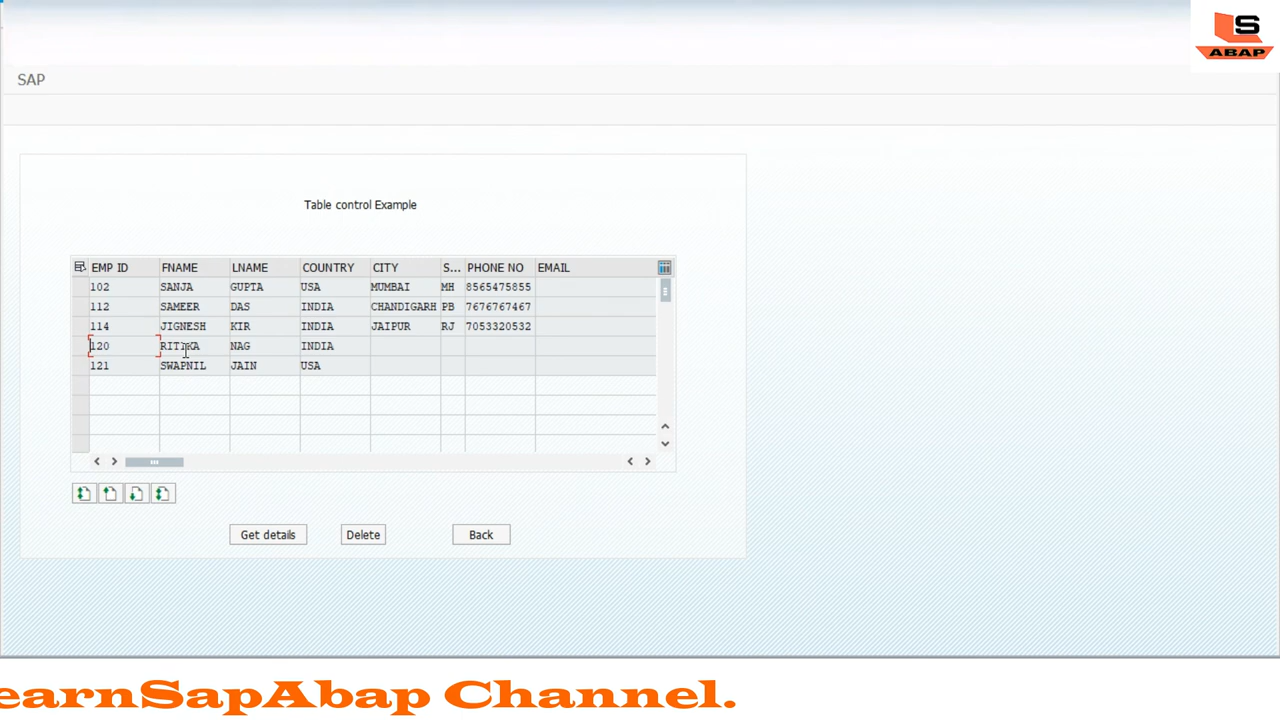 S
ABAP
SAP
Table control Example
EMP ID FNAME LNAME COUNTRY CITY S... PHONE NO EMAIL
102 SANJA GUPTA USA MUMBAI MH 8565475855
112 SAMEER DAS INDIA CHANDIGARH PB 7676767467
114 JIGNESH KIR INDIA JAIPUR RJ 7053320532
120 RITIKA NAG INDIA
121 SWAPNIL JAIN USA
Get details Delete Back
earnSapAbap Channel.